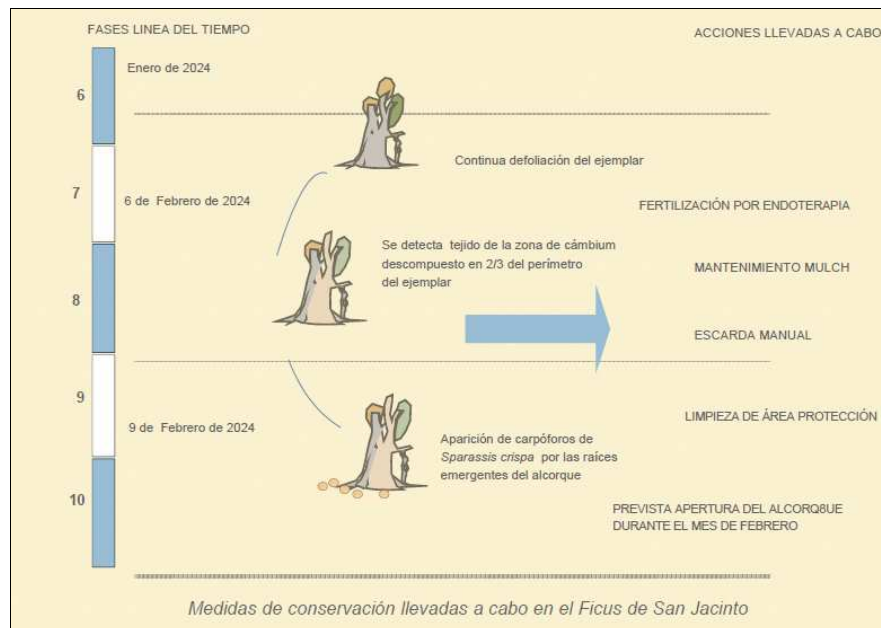 FASES LINEA DEL TIEMPO
ACCIONES LLEVADAS A CABO
Enero de 2024
6
Continua defoliación del ejemplar
7
6 de Febrero de 2024
FERTILIZACIÓN POR ENDOTERAPIA
Se detecta tejido de la zona de cámbium
descompuesto en 2/3 del perímetro
del ejemplar
MANTENIMIENTO MULCH
8
ESCARDA MANUAL
9
9 de Febrero de 2024
LIMPIEZA DE ÁREA PROTECCIÓN
Aparición de carpóforos de
Sparassis crispa por las raíces
emergentes del alcorque
10
PREVISTA APERTURA DEL ALCORQ8UE
DURANTE EL MES DE FEBRERO
Medidas de conservación llevadas a cabo en el Ficus de San Jacinto